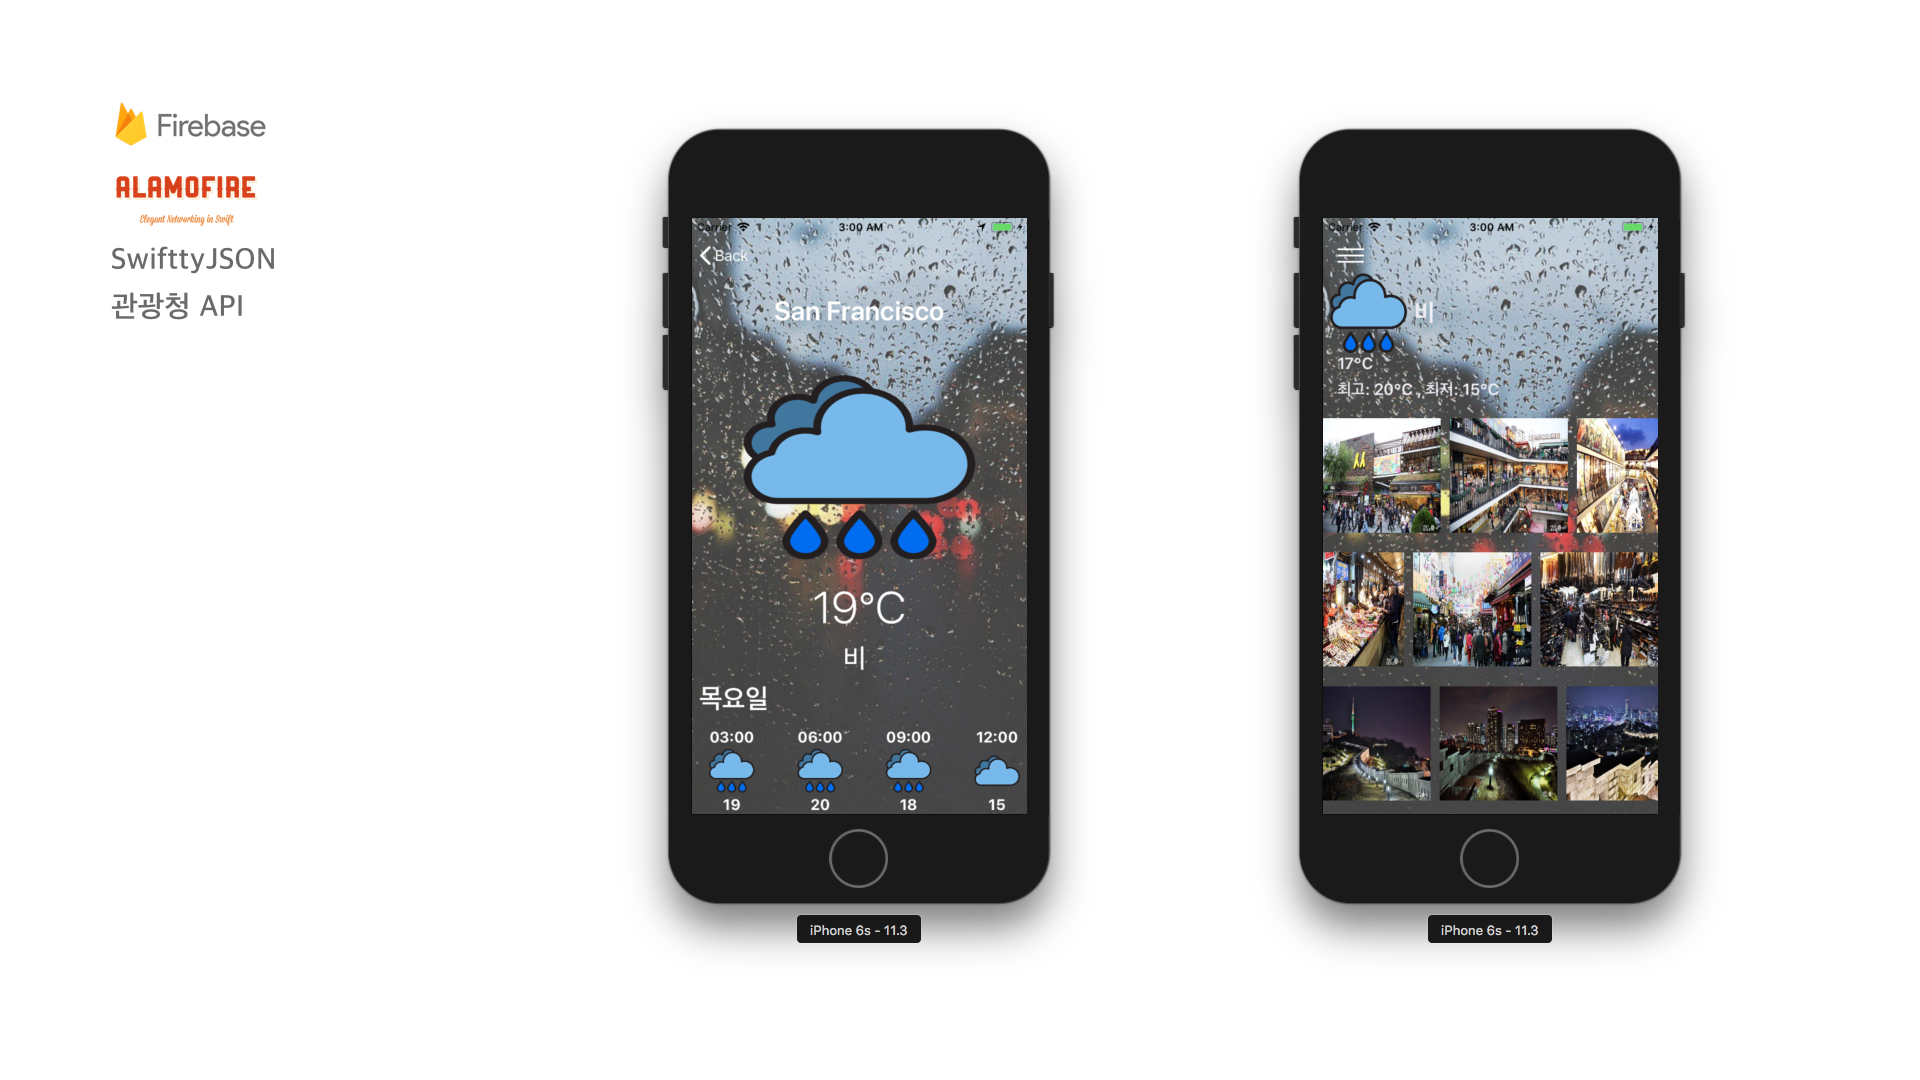 Firebase
ALAMOFIRE
Elegant Networking in Swift
SwifttyJSON
관광청 API
Carrier
3:00 AM
Back
San Francisco
19°C
비
목요일
03:00 06:00 09:00 12:00
19 20 18 15
iPhone 6s - 11.3
Carrier
3:00 AM
비
17°C
최고: 20°C , 최저: 15°C
iPhone 6s - 11.3